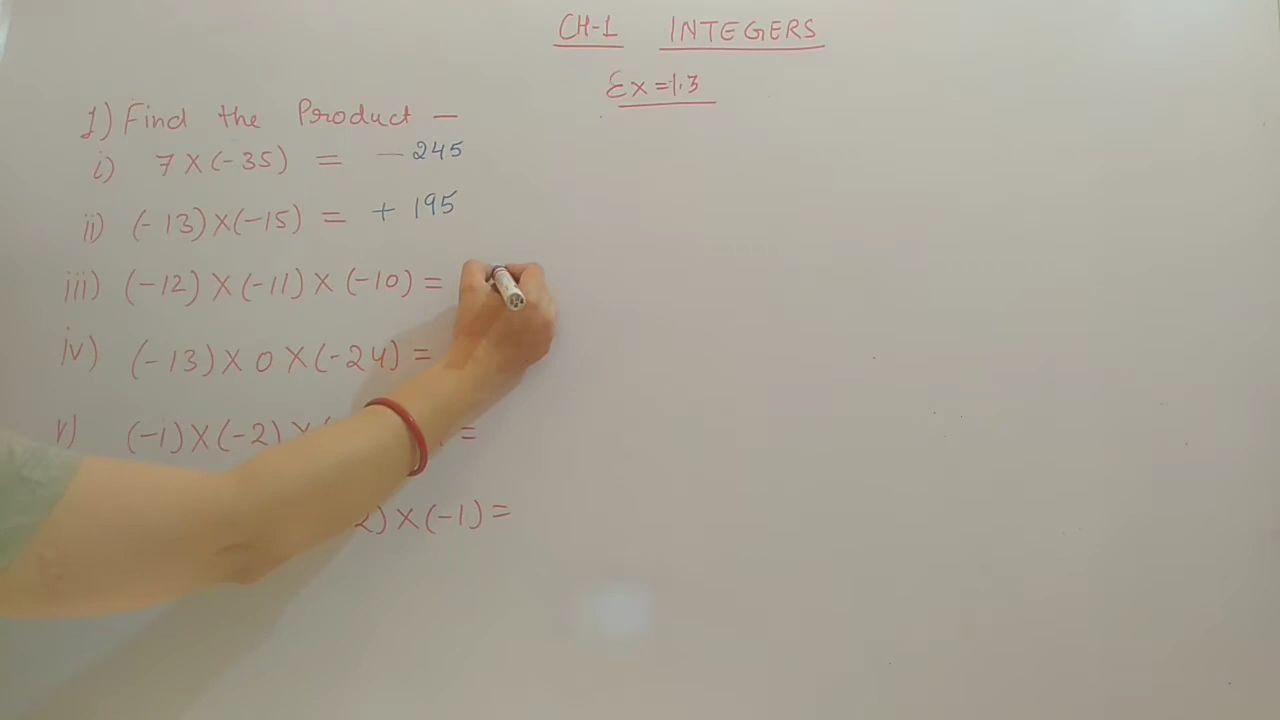 CH-1 INTEGERS
Ex = 1.3
1) Find the Product —
i) 7 X (-35) = - 245
ii) (-13) X (-15) = + 195
iii) (-12) X (-11) X (-10) =
iv) (-13) X 0 X (-24) =
v) (-1) X (-2) X ( =
2) X (-1) =